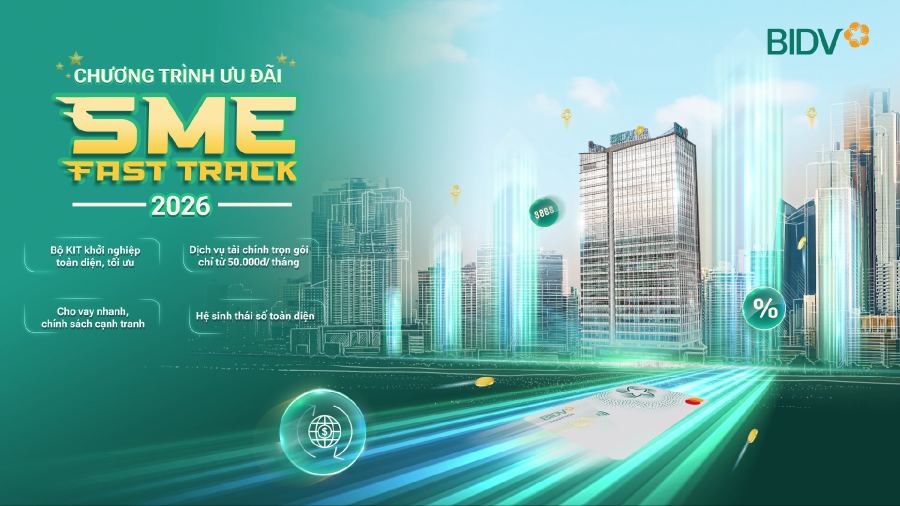 BIDV
CHƯƠNG TRÌNH ƯU ĐÃI
SME
FAST TRACK
2026
Bộ KIT khởi nghiệp
toàn diện, tối ưu
Dịch vụ tài chính trọn gói
chỉ từ 50.000đ/ tháng
Cho vay nhanh,
chính sách cạnh tranh
Hệ sinh thái số toàn diện
BIDV
%
$
BIDV